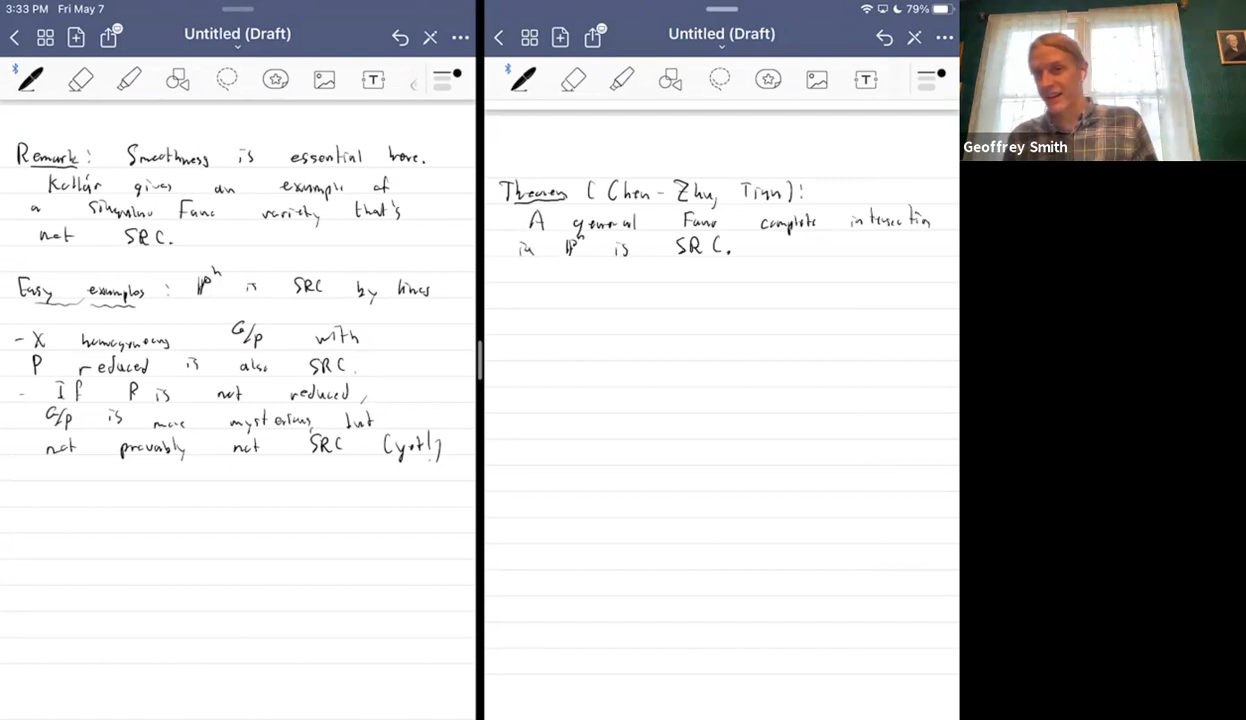 3:33 PM Fri May 7
Untitled (Draft)
Remark: Smoothness is essential here.
Kollár gives an example of
a singular Fano variety that's
not SRC.
Easy examples: ℙⁿ is SRC by lines
- X homogeneous G/P with
P reduced is also SRC.
- If P is not reduced,
G/P is more mysterious, but
not provably not SRC (yet!)
79%
Untitled (Draft)
Theorem (Chen-Zhu, Tian):
A general Fano complete intersection
in ℙⁿ is SRC.
Geoffrey Smith